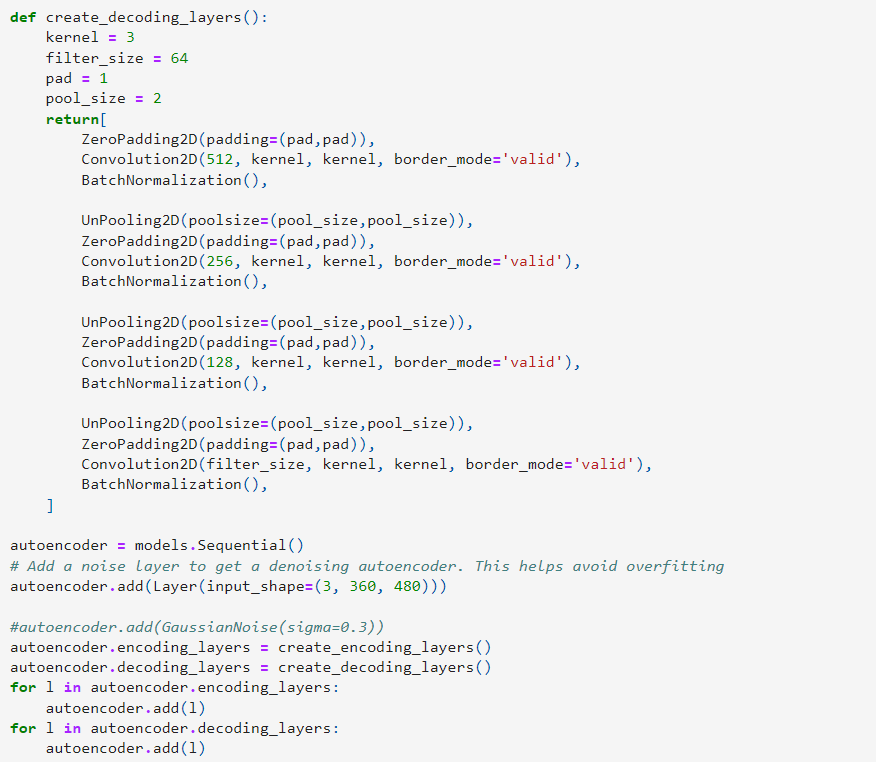 def create_decoding_layers():
    kernel = 3
    filter_size = 64
    pad = 1
    pool_size = 2
    return[
        ZeroPadding2D(padding=(pad,pad)),
        Convolution2D(512, kernel, kernel, border_mode='valid'),
        BatchNormalization(),

        UnPooling2D(poolsize=(pool_size,pool_size)),
        ZeroPadding2D(padding=(pad,pad)),
        Convolution2D(256, kernel, kernel, border_mode='valid'),
        BatchNormalization(),

        UnPooling2D(poolsize=(pool_size,pool_size)),
        ZeroPadding2D(padding=(pad,pad)),
        Convolution2D(128, kernel, kernel, border_mode='valid'),
        BatchNormalization(),

        UnPooling2D(poolsize=(pool_size,pool_size)),
        ZeroPadding2D(padding=(pad,pad)),
        Convolution2D(filter_size, kernel, kernel, border_mode='valid'),
        BatchNormalization(),
    ]

autoencoder = models.Sequential()
# Add a noise layer to get a denoising autoencoder. This helps avoid overfitting
autoencoder.add(Layer(input_shape=(3, 360, 480)))

#autoencoder.add(GaussianNoise(sigma=0.3))
autoencoder.encoding_layers = create_encoding_layers()
autoencoder.decoding_layers = create_decoding_layers()
for l in autoencoder.encoding_layers:
    autoencoder.add(l)
for l in autoencoder.decoding_layers:
    autoencoder.add(l)